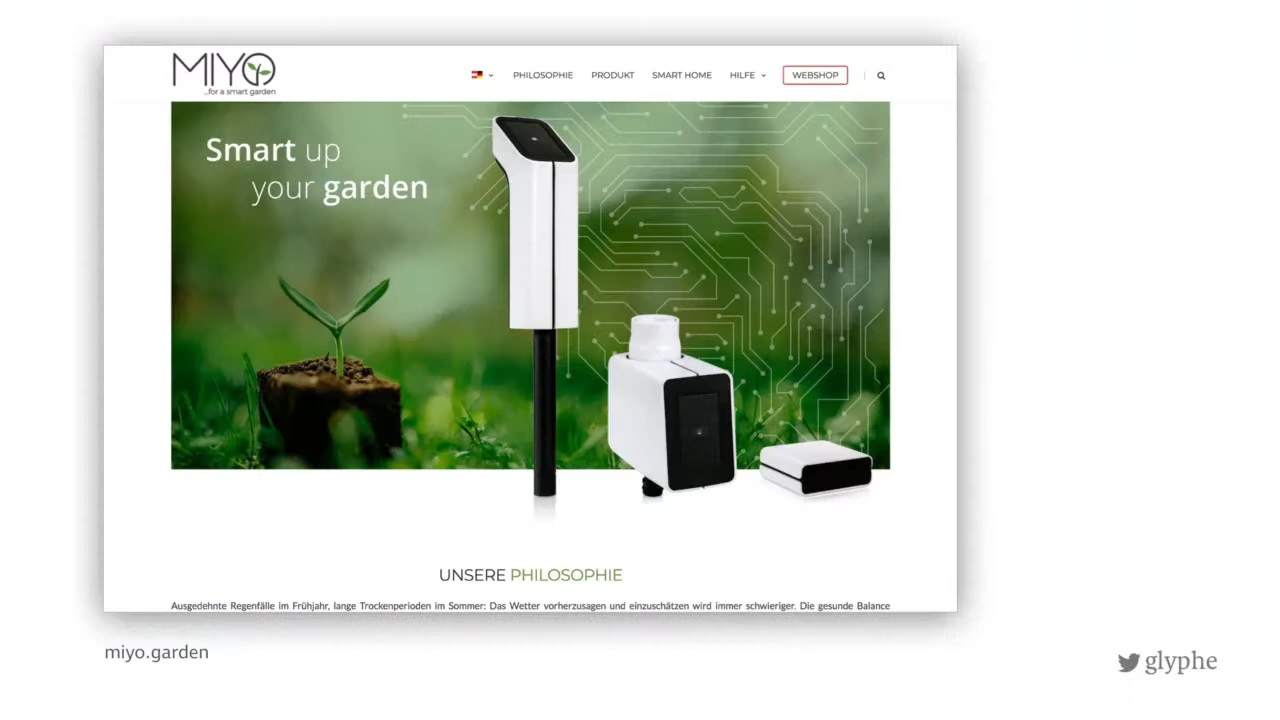 MIYO
...for a smart garden
PHILOSOPHIE PRODUKT SMART HOME HILFE WEBSHOP
Smart up
your garden
UNSERE PHILOSOPHIE
Ausgedehnte Regenfälle im Frühjahr, lange Trockenperioden im Sommer: Das Wetter vorherzusagen und einzuschätzen wird immer schwieriger. Die gesunde Balance
miyo.garden
glyphe